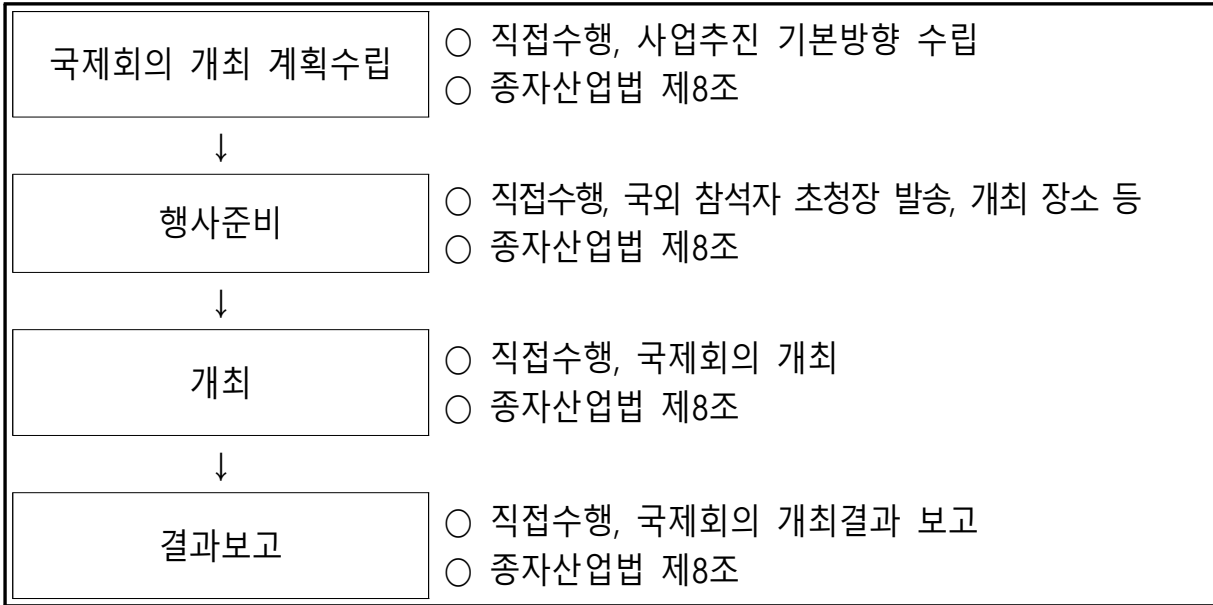 국제회의 개최 계획수립
○ 직접수행, 사업추진 기본방향 수립
○ 종자산업법 제8조
↓
행사준비
○ 직접수행, 국외 참석자 초청장 발송, 개최 장소 등
○ 종자산업법 제8조
↓
개최
○ 직접수행, 국제회의 개최
○ 종자산업법 제8조
↓
결과보고
○ 직접수행, 국제회의 개최결과 보고
○ 종자산업법 제8조